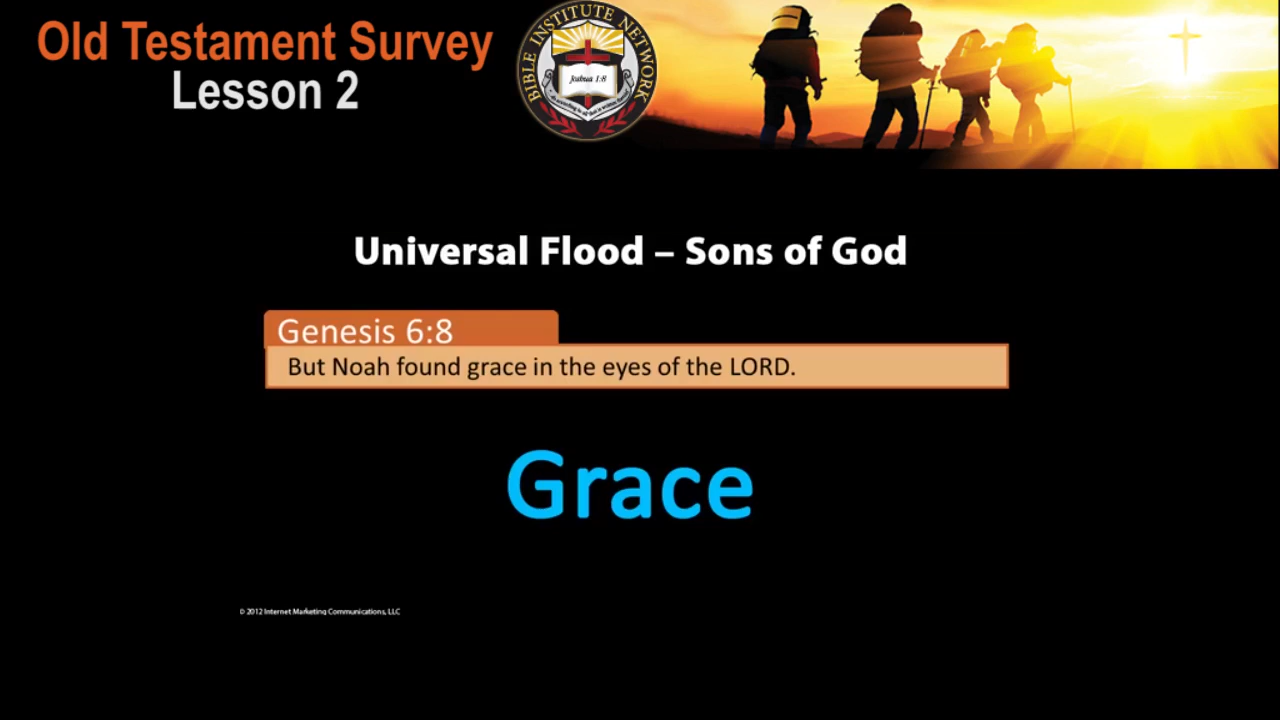 Old Testament Survey
Lesson 2
BIBLE INSTITUTE NETWORK
Joshua 1:8
Universal Flood – Sons of God
Genesis 6:8
But Noah found grace in the eyes of the LORD.
Grace
© 2012 Internet Marketing Communications, LLC